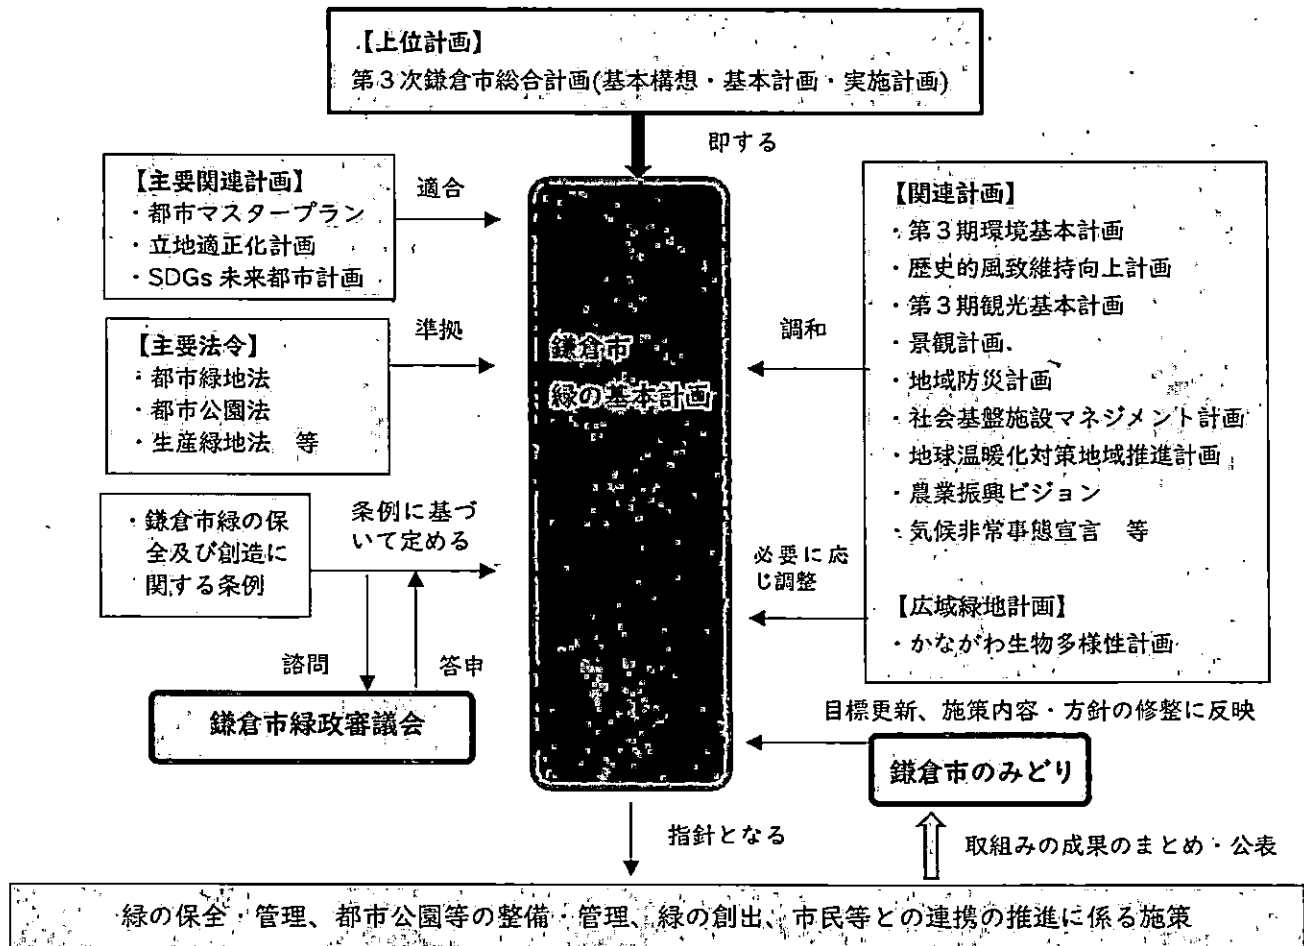 【上位計画】
第3次鎌倉市総合計画(基本構想・基本計画・実施計画)
即する
【主要関連計画】
・都市マスタープラン
・立地適正化計画
・SDGs 未来都市計画
適合
【主要法令】
・都市緑地法
・都市公園法
・生産緑地法　等
準拠
・鎌倉市緑の保
全及び創造に
関する条例
条例に基づ
いて定める
諮問
答申
鎌倉市緑政審議会
鎌倉市
緑の基本計画
【関連計画】
・第3期環境基本計画
・歴史的風致維持向上計画
・第3期観光基本計画
・景観計画
・地域防災計画
・社会基盤施設マネジメント計画
・地球温暖化対策地域推進計画
・農業振興ビジョン
・気候非常事態宣言　等
調和
必要に応
じ調整
【広域緑地計画】
・かながわ生物多様性計画
目標更新、施策内容・方針の修整に反映
鎌倉市のみどり
指針となる
取組みの成果のまとめ・公表
緑の保全・管理、都市公園等の整備・管理、緑の創出、市民等との連携の推進に係る施策